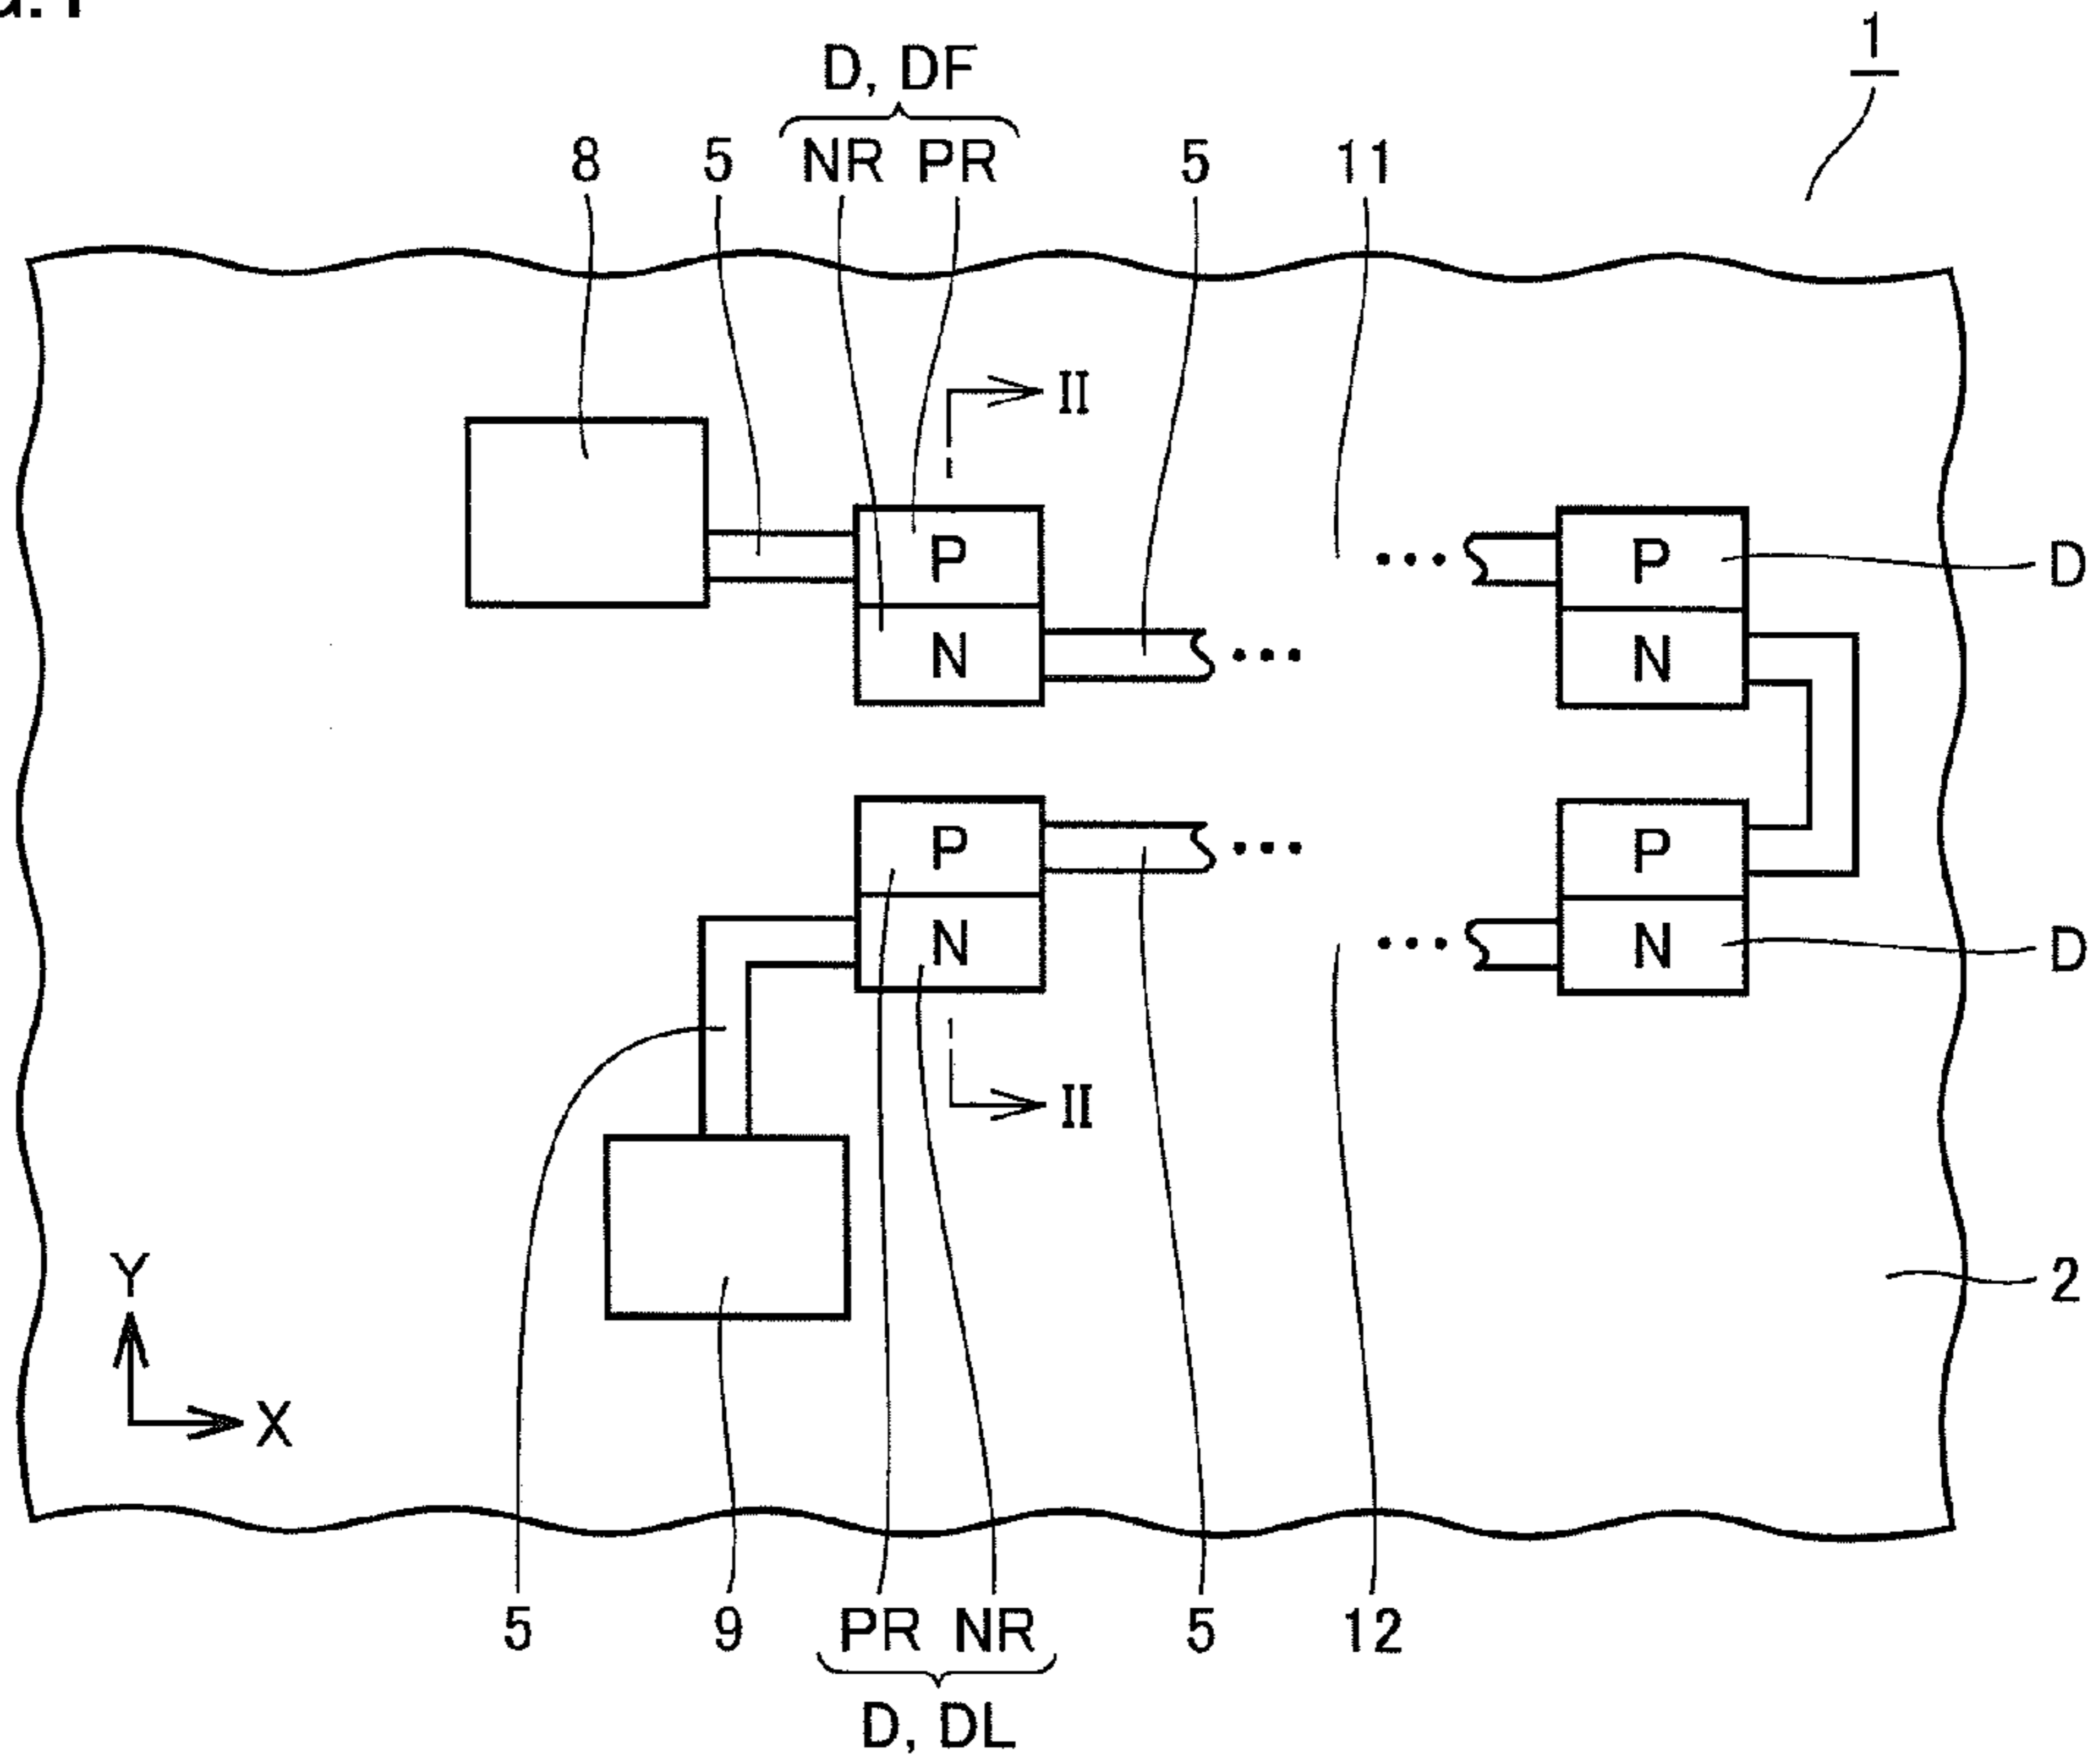 1
D, DF
8 5 NR PR 5 11
II
P P D
N N
P P
N N D
II
2
Y
X
5 9 PR NR 5 12
D, DL